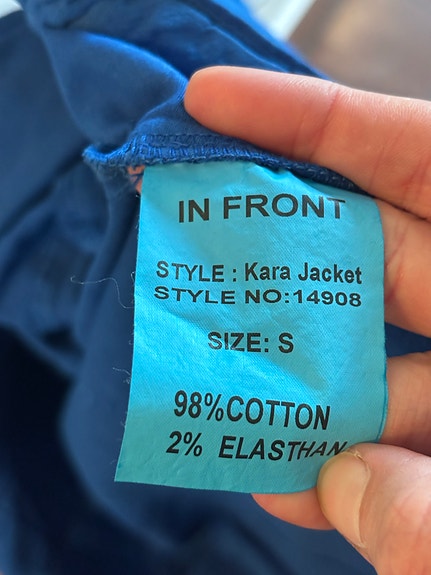 IN FRONT
STYLE : Kara Jacket
STYLE NO:14908
SIZE: S
98%COTTON
2% ELASTHAN